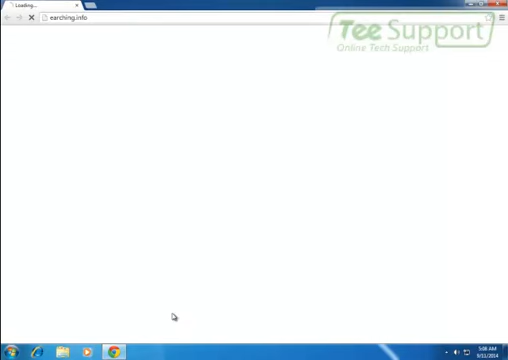 Loading...
earching.info
Tee Support
Online Tech Support
5:08 AM
9/11/2014